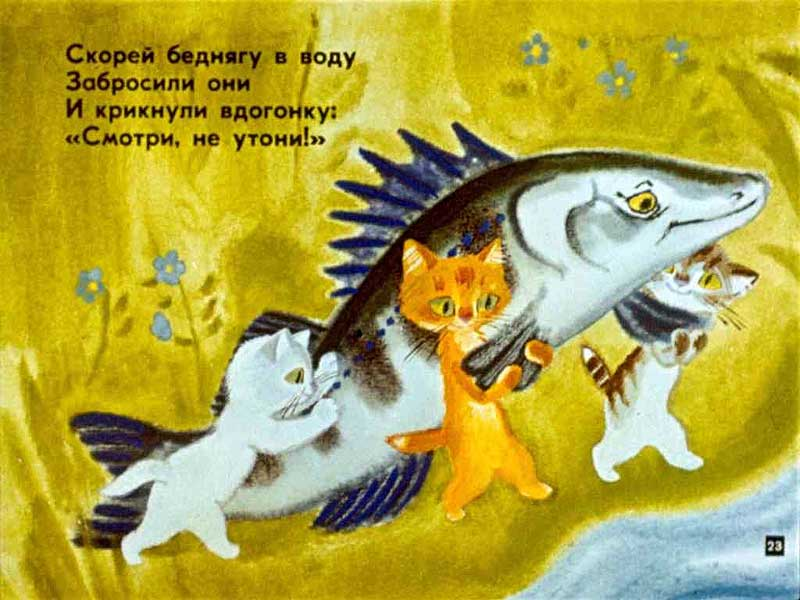 Скорей беднягу в воду
Забросили они
И крикнули вдогонку:
«Смотри, не утони!»
23